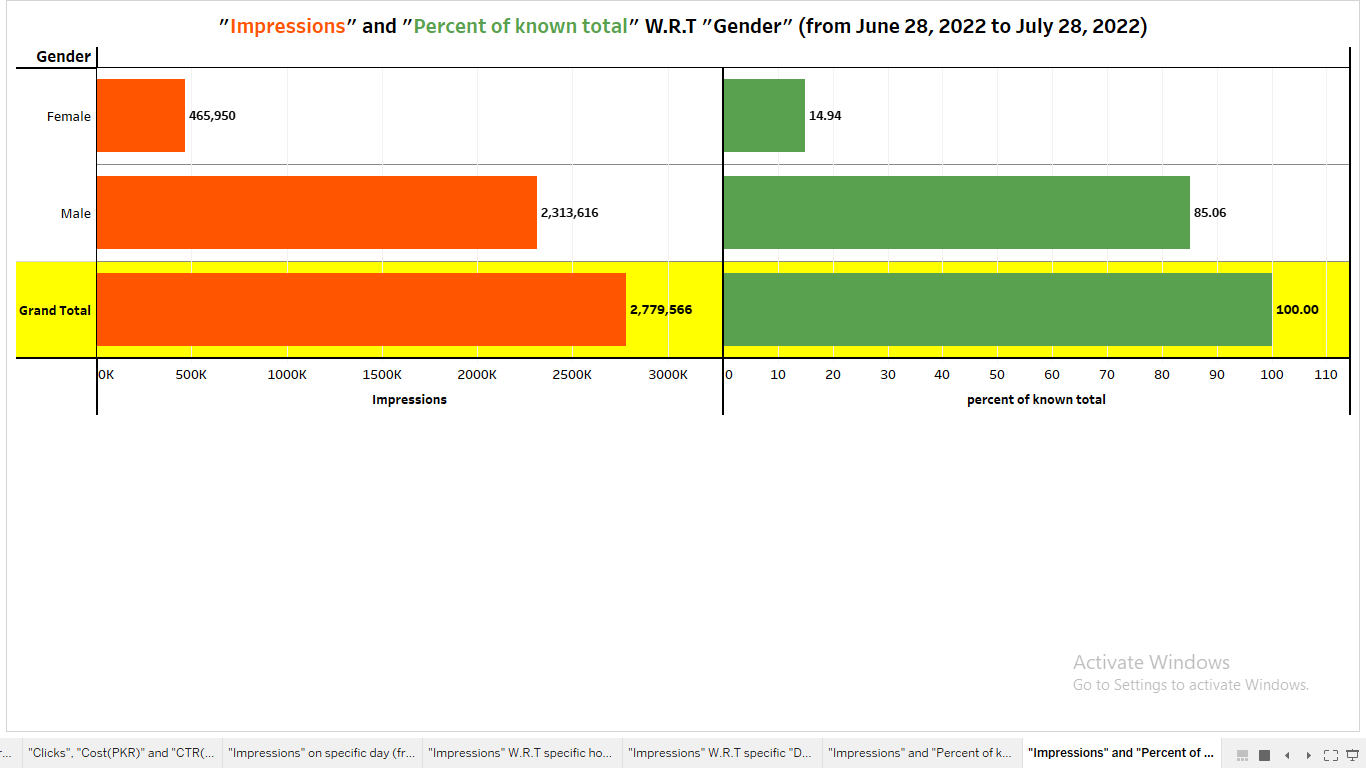 "Impressions" and "Percent of known total" W.R.T "Gender" (from June 28, 2022 to July 28, 2022)
Gender
Female 465,950 14.94
Male 2,313,616 85.06
Grand Total 2,779,566 100.00
0K 500K 1000K 1500K 2000K 2500K 3000K 0 10 20 30 40 50 60 70 80 90 100 110
Impressions percent of known total
Activate Windows
Go to Settings to activate Windows.
r... "Clicks", "Cost(PKR)" and "CTR(... "Impressions" on specific day (fr... "Impressions" W.R.T specific ho... "Impressions" W.R.T specific "D... "Impressions" and "Percent of k... "Impressions" and "Percent of ...